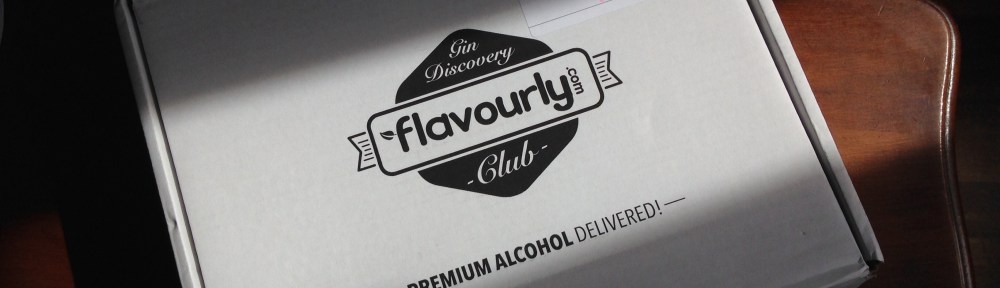 Gin
Discovery
flavourly.com
- Club -
PREMIUM ALCOHOL DELIVERED! —